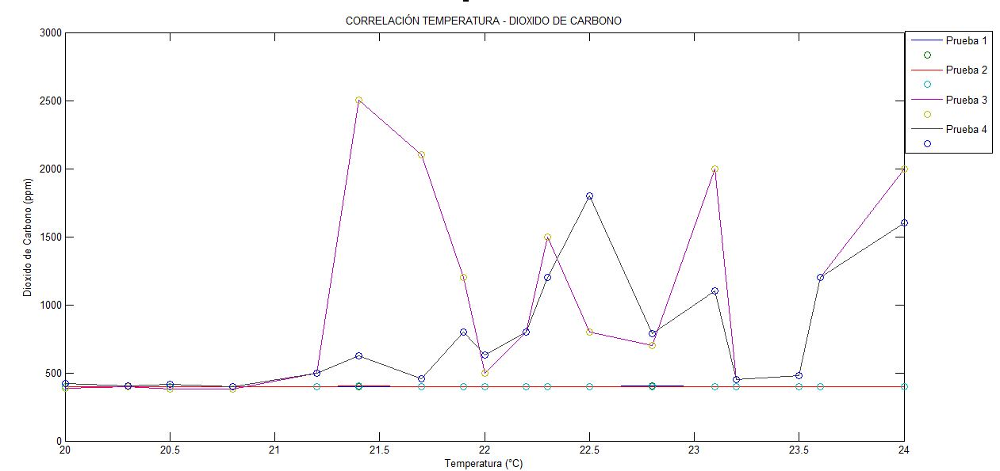 CORRELACIÓN TEMPERATURA - DIOXIDO DE CARBONO
3000
2500
2000
1500
1000
500
0
Dioxido de Carbono (ppm)
20
20.5
21
21.5
22
22.5
23
23.5
24
Temperatura (°C)
Prueba 1
Prueba 2
Prueba 3
Prueba 4